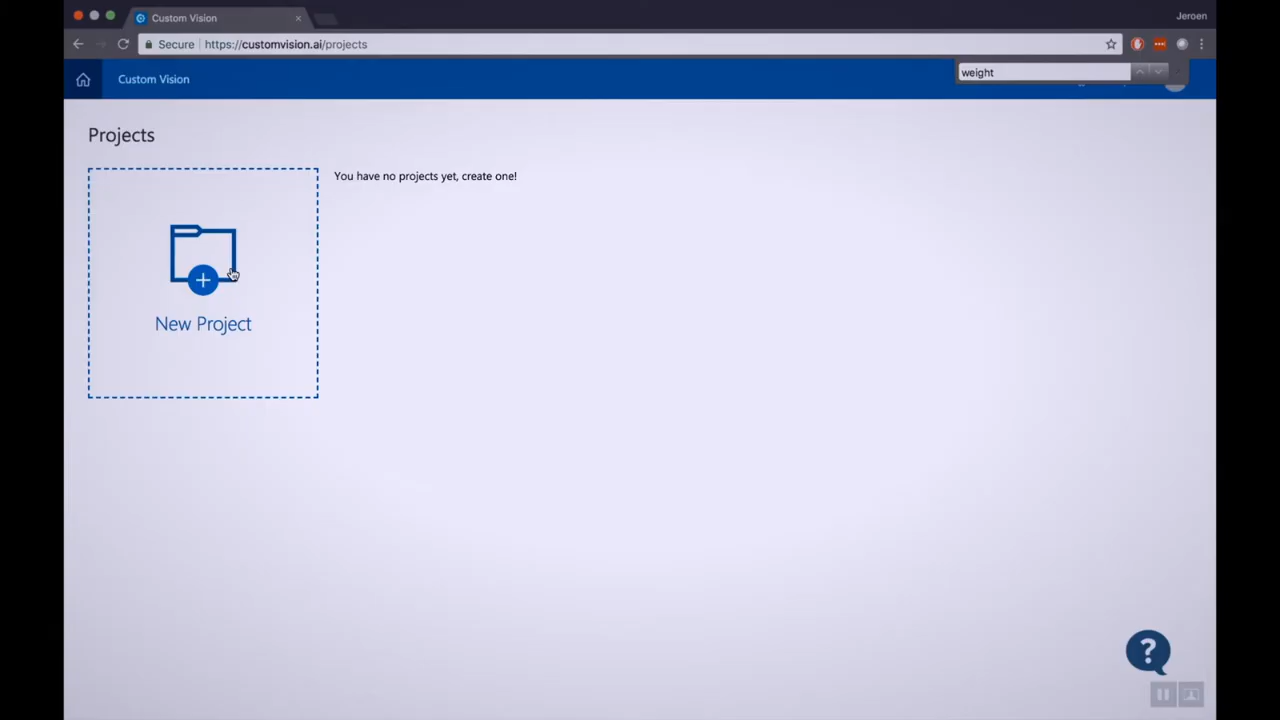 Custom Vision
Jeroen
Secure
https://customvision.ai/projects
Custom Vision
weight
Projects
You have no projects yet, create one!
New Project